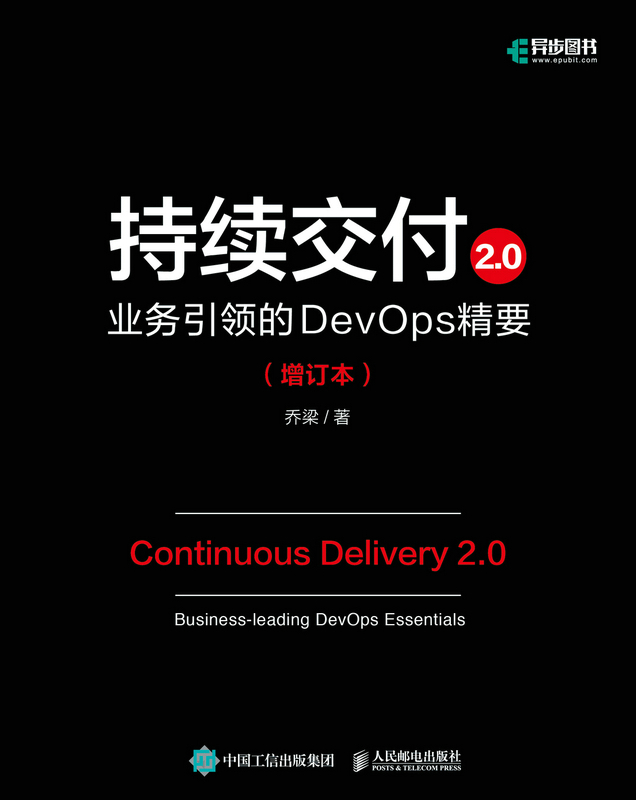 异步图书
www.epubit.com
持续交付 2.0
业务引领的DevOps精要
（增订本）
乔梁 / 著
Continuous Delivery 2.0
Business-leading DevOps Essentials
中国工信出版集团
人民邮电出版社
POSTS & TELECOM PRESS